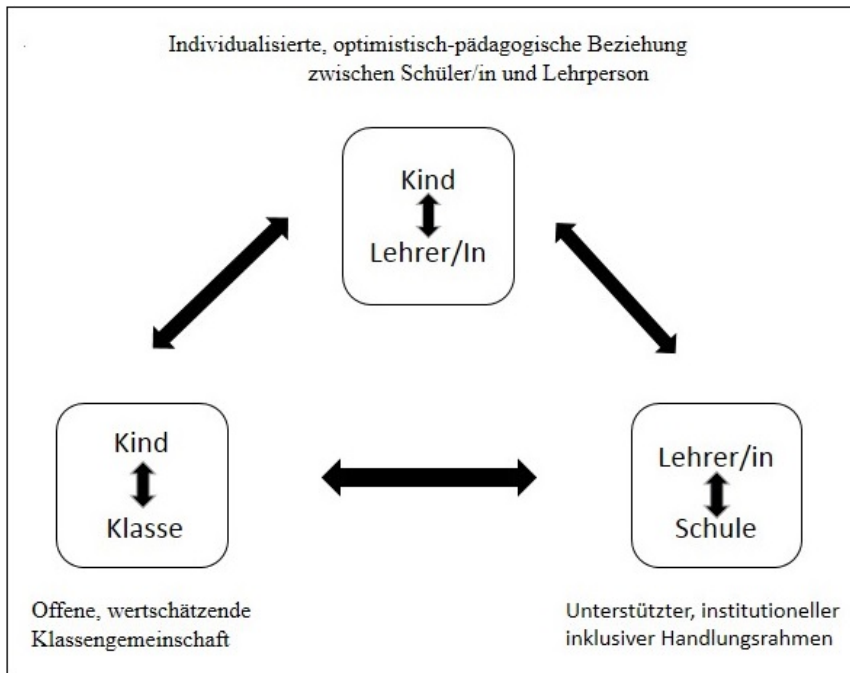 Individualisierte, optimistisch-pädagogische Beziehung
zwischen Schüler/in und Lehrperson
Kind
Lehrer/In
Kind
Klasse
Lehrer/in
Schule
Offene, wertschätzende
Klassengemeinschaft
Unterstützter, institutioneller
inklusiver Handlungsrahmen